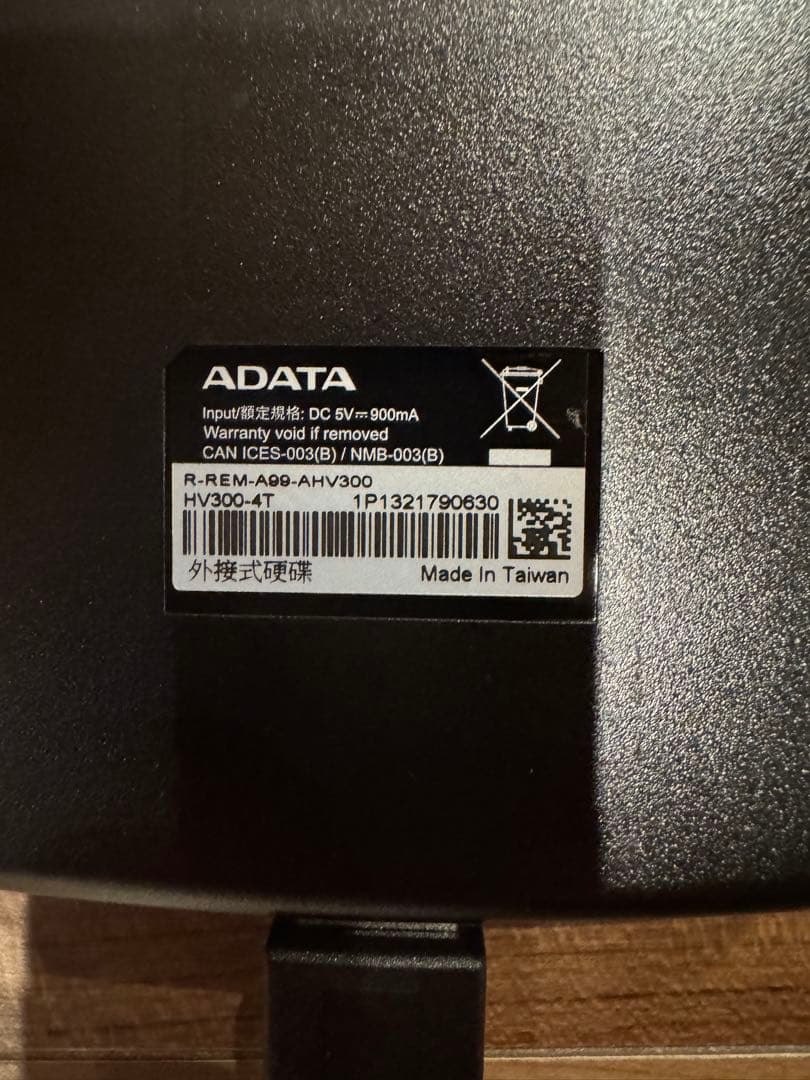 ADATA
Input/額定規格: DC 5V⎓900mA
Warranty void if removed
CAN ICES-003(B) / NMB-003(B)
R-REM-A99-AHV300
HV300-4T 1P1321790630
外接式硬碟 Made In Taiwan